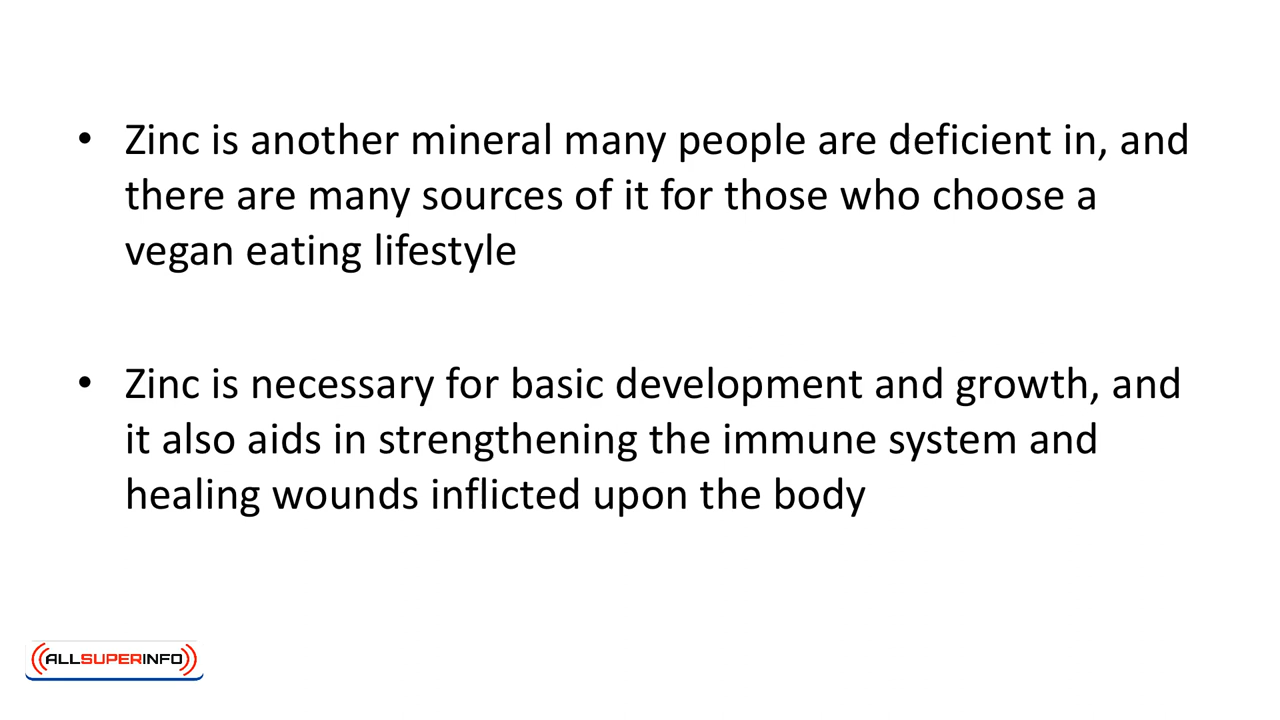 • Zinc is another mineral many people are deficient in, and
there are many sources of it for those who choose a
vegan eating lifestyle
• Zinc is necessary for basic development and growth, and
it also aids in strengthening the immune system and
healing wounds inflicted upon the body
ALLSUPERINFO